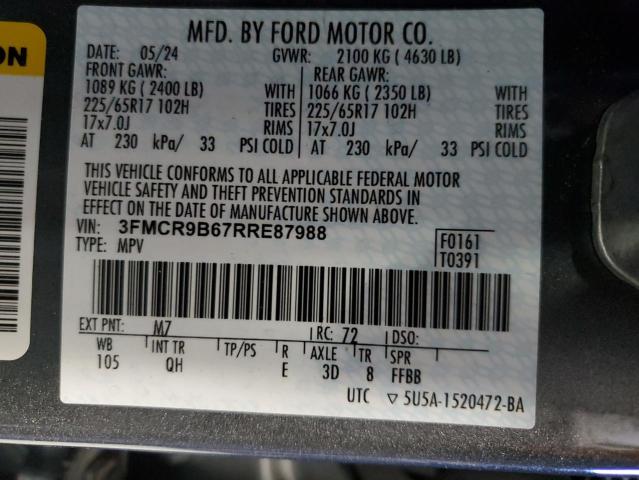 ON
MFD. BY FORD MOTOR CO.
DATE: 05/24 GVWR: 2100 KG ( 4630 LB)
FRONT GAWR: REAR GAWR:
1089 KG ( 2400 LB) WITH 1066 KG ( 2350 LB) WITH
225/65R17 102H TIRES 225/65R17 102H TIRES
17x7.0J RIMS 17x7.0J RIMS
AT 230 kPa/ 33 PSI COLD AT 230 kPa/ 33 PSI COLD
THIS VEHICLE CONFORMS TO ALL APPLICABLE FEDERAL MOTOR
VEHICLE SAFETY AND THEFT PREVENTION STANDARDS IN
EFFECT ON THE DATE OF MANUFACTURE SHOWN ABOVE.
VIN: 3FMCR9B67RRE87988 F0161
TYPE: MPV T0391
EXT PNT: M7 RC: 72 DSO:
WB INT TR TP/PS R AXLE TR SPR
105 QH E 3D 8 FFBB
UTC ▽5U5A-1520472-BA